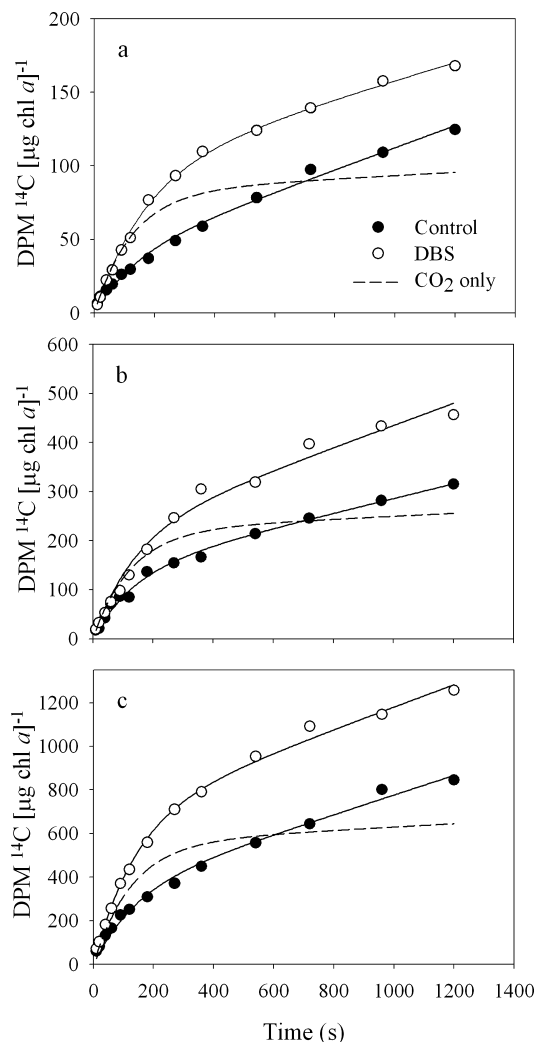 a
200
150
100
50
0
DPM ¹⁴C [µg chl a]⁻¹
Control
DBS
CO₂ only
b
600
500
400
300
200
100
0
DPM ¹⁴C [µg chl a]⁻¹
c
1200
1000
800
600
400
200
0
DPM ¹⁴C [µg chl a]⁻¹
0 200 400 600 800 1000 1200 1400
Time (s)